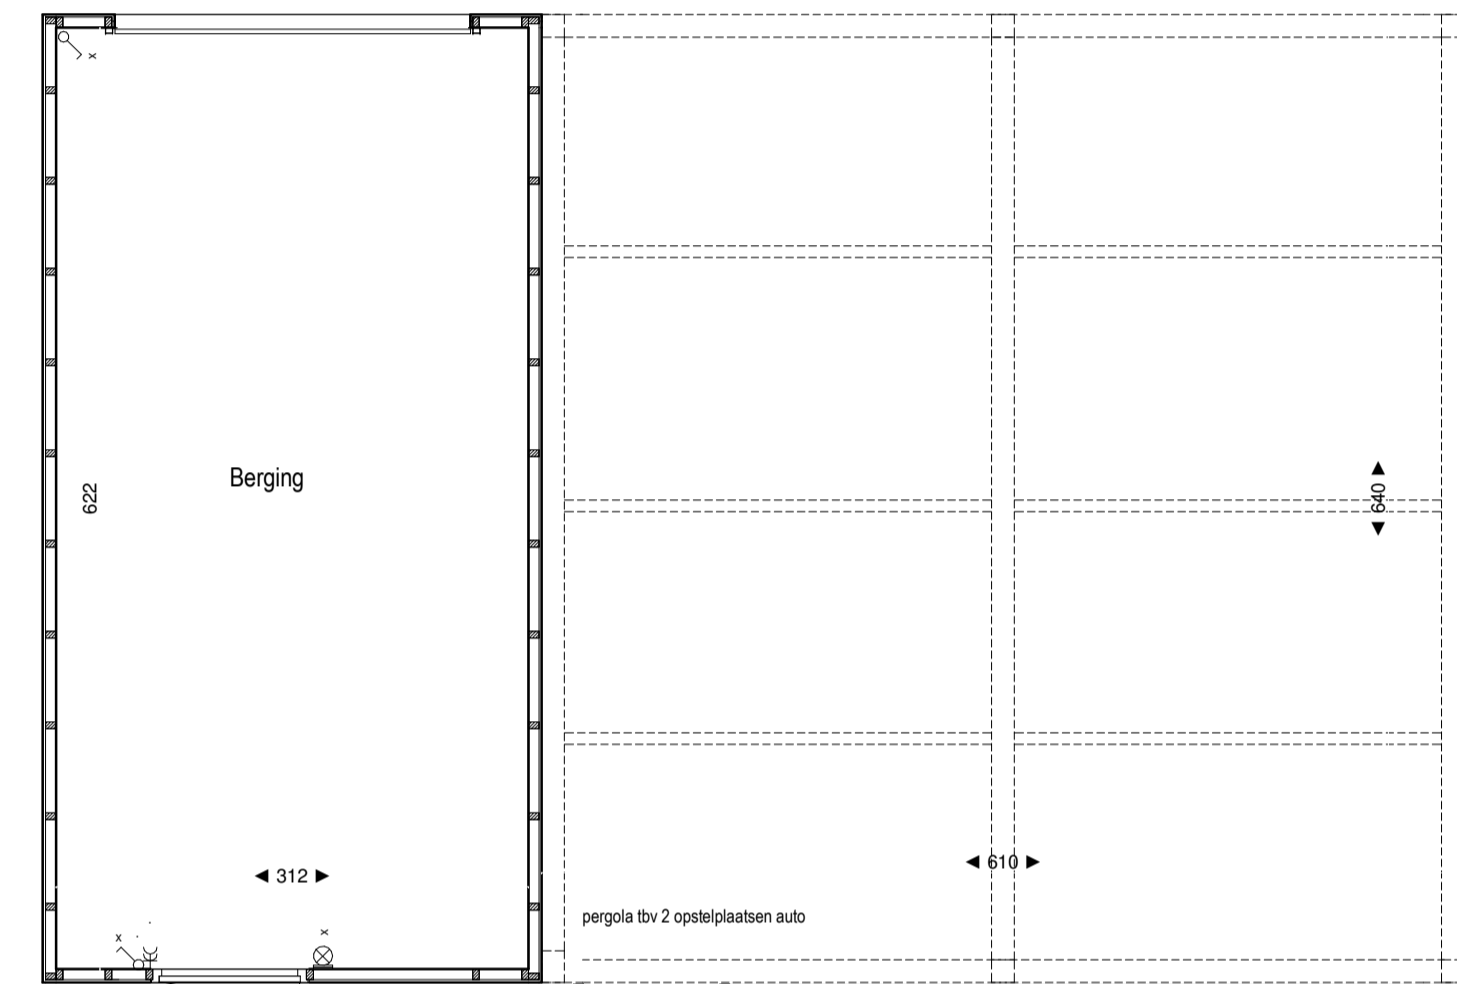 x
Berging
622
640
◄ 312 ►
◄ 610 ►
pergola tbv 2 opstelplaatsen auto
x
x